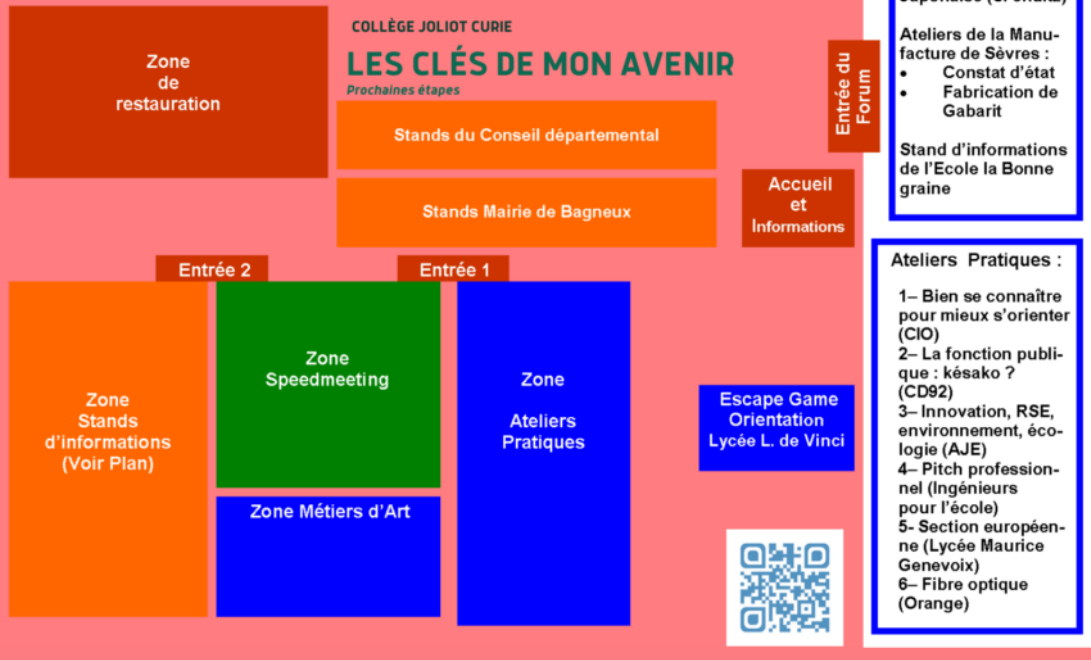 COLLÈGE JOLIOT CURIE
LES CLÉS DE MON AVENIR
Prochaines étapes
Zone
de
restauration
Stands du Conseil départemental
Stands Mairie de Bagneux
Entrée du
Forum
Accueil
et
Informations
Entrée 2
Entrée 1
Zone
Stands
d'informations
(Voir Plan)
Zone
Speedmeeting
Zone Métiers d'Art
Zone
Ateliers
Pratiques
Escape Game
Orientation
Lycée L. de Vinci
Ateliers de la Manu-
facture de Sèvres :
• Constat d'état
• Fabrication de
Gabarit
Stand d'informations
de l'Ecole la Bonne
graine
Ateliers Pratiques :
1– Bien se connaître
pour mieux s'orienter
(CIO)
2– La fonction publi-
que : késako ?
(CD92)
3– Innovation, RSE,
environnement, éco-
logie (AJE)
4– Pitch profession-
nel (Ingénieurs
pour l'école)
5- Section européen-
ne (Lycée Maurice
Genevoix)
6– Fibre optique
(Orange)